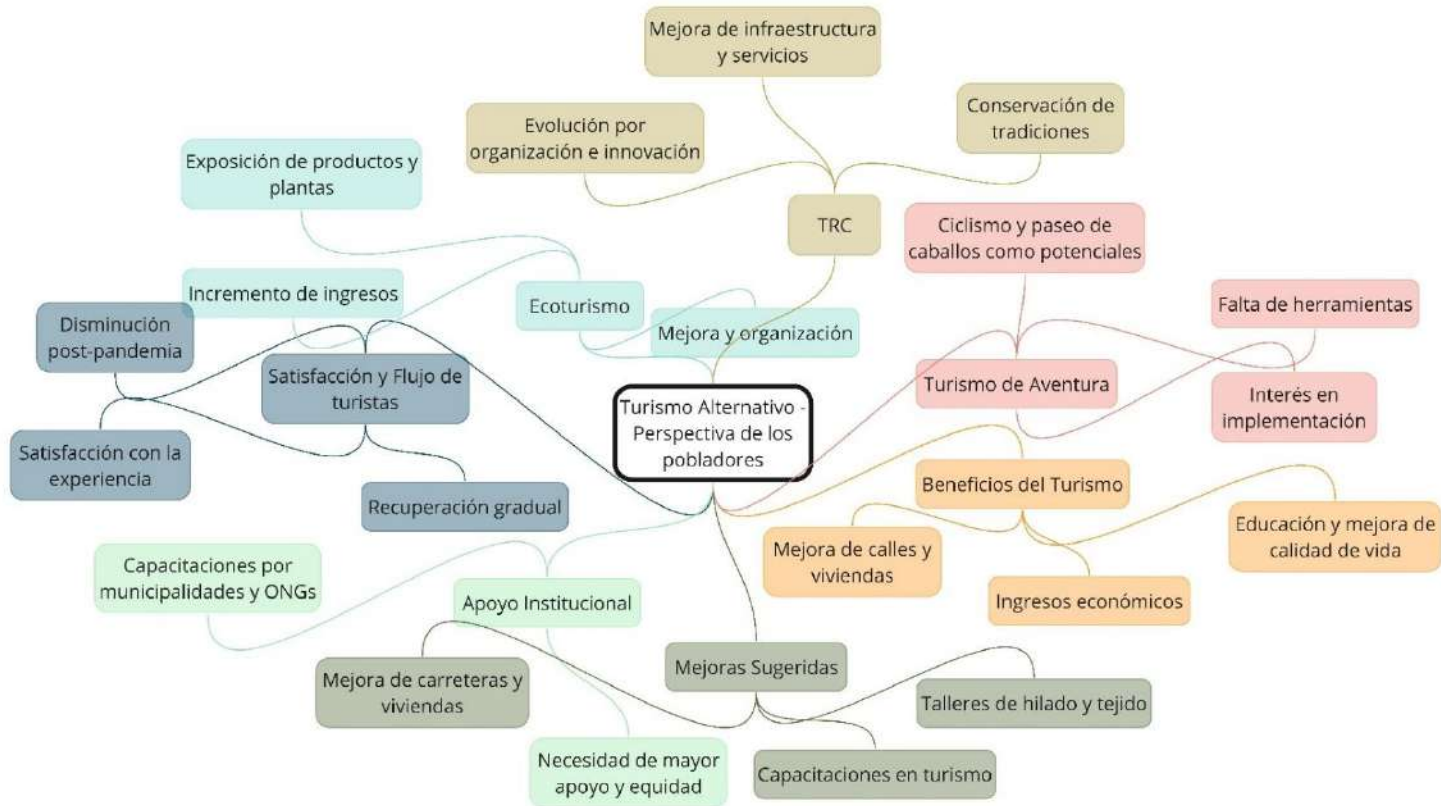 Mejora de infraestructura
y servicios
Evolución por
organización e innovación
Conservación de
tradiciones
TRC
Exposición de productos y
plantas
Incremento de ingresos
Ecoturismo
Mejora y organización
Ciclismo y paseo de
caballos como potenciales
Falta de herramientas
Turismo de Aventura
Interés en
implementación
Disminución
post-pandemia
Satisfacción y Flujo de
turistas
Satisfacción con la
experiencia
Recuperación gradual
Turismo Alternativo -
Perspectiva de los
pobladores
Beneficios del Turismo
Mejora de calles y
viviendas
Ingresos económicos
Educación y mejora de
calidad de vida
Capacitaciones por
municipalidades y ONGs
Apoyo Institucional
Necesidad de mayor
apoyo y equidad
Mejoras Sugeridas
Mejora de carreteras y
viviendas
Talleres de hilado y tejido
Capacitaciones en turismo